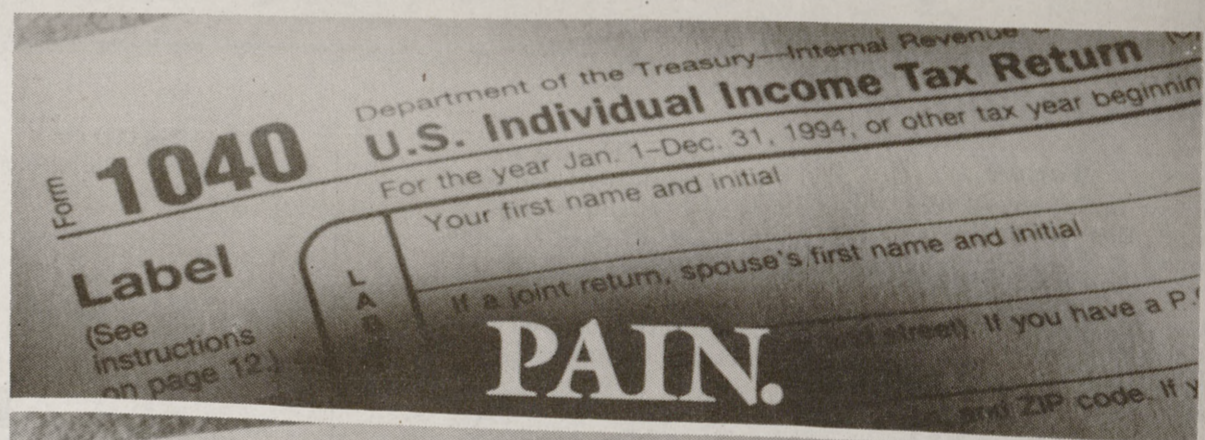 Department of the Treasury—Internal Revenue
Form 1040 U.S. Individual Income Tax Return
For the year Jan. 1–Dec. 31, 1994, or other tax year beginnin
Label
(See
instructions
on page 12.)
L
A
B
Your first name and initial
If a joint return, spouse's first name and initial
street). If you have a P.
and ZIP code. If y
PAIN.